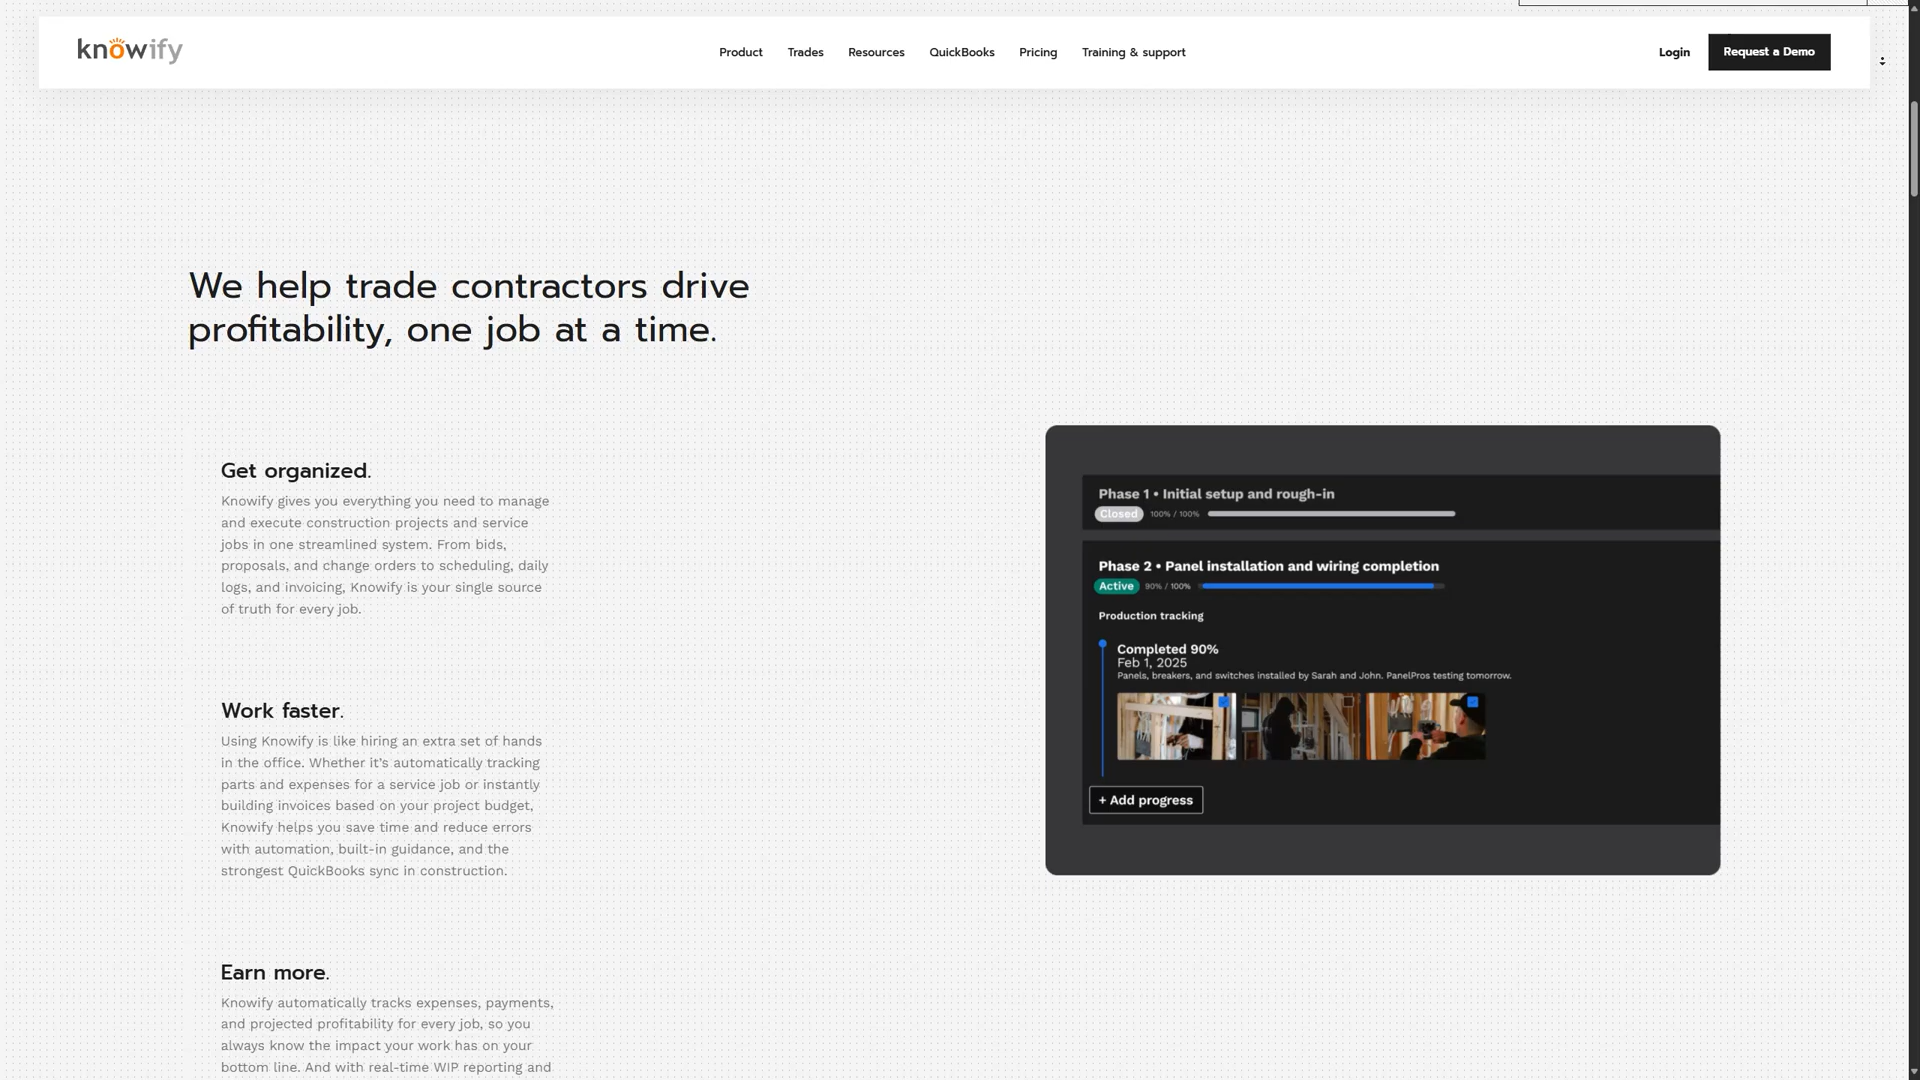 knowify
Product
Trades
Resources
QuickBooks
Pricing
Training & support
Login
Request a Demo
We help trade contractors drive
profitability, one job at a time.
Get organized.
Knowify gives you everything you need to manage
and execute construction projects and service
jobs in one streamlined system. From bids,
proposals, and change orders to scheduling, daily
logs, and invoicing, Knowify is your single source
of truth for every job.
Work faster.
Using Knowify is like hiring an extra set of hands
in the office. Whether it’s automatically tracking
parts and expenses for a service job or instantly
building invoices based on your project budget,
Knowify helps you save time and reduce errors
with automation, built-in guidance, and the
strongest QuickBooks sync in construction.
Earn more.
Knowify automatically tracks expenses, payments,
and projected profitability for every job, so you
always know the impact your work has on your
bottom line. And with real-time WIP reporting and
Phase 1 • Initial setup and rough-in
Closed 100% / 100%
Phase 2 • Panel installation and wiring completion
Active 90% / 100%
Production tracking
Completed 90%
Feb 1, 2025
Panels, breakers, and switches installed by Sarah and John. PanelPros testing tomorrow.
+ Add progress